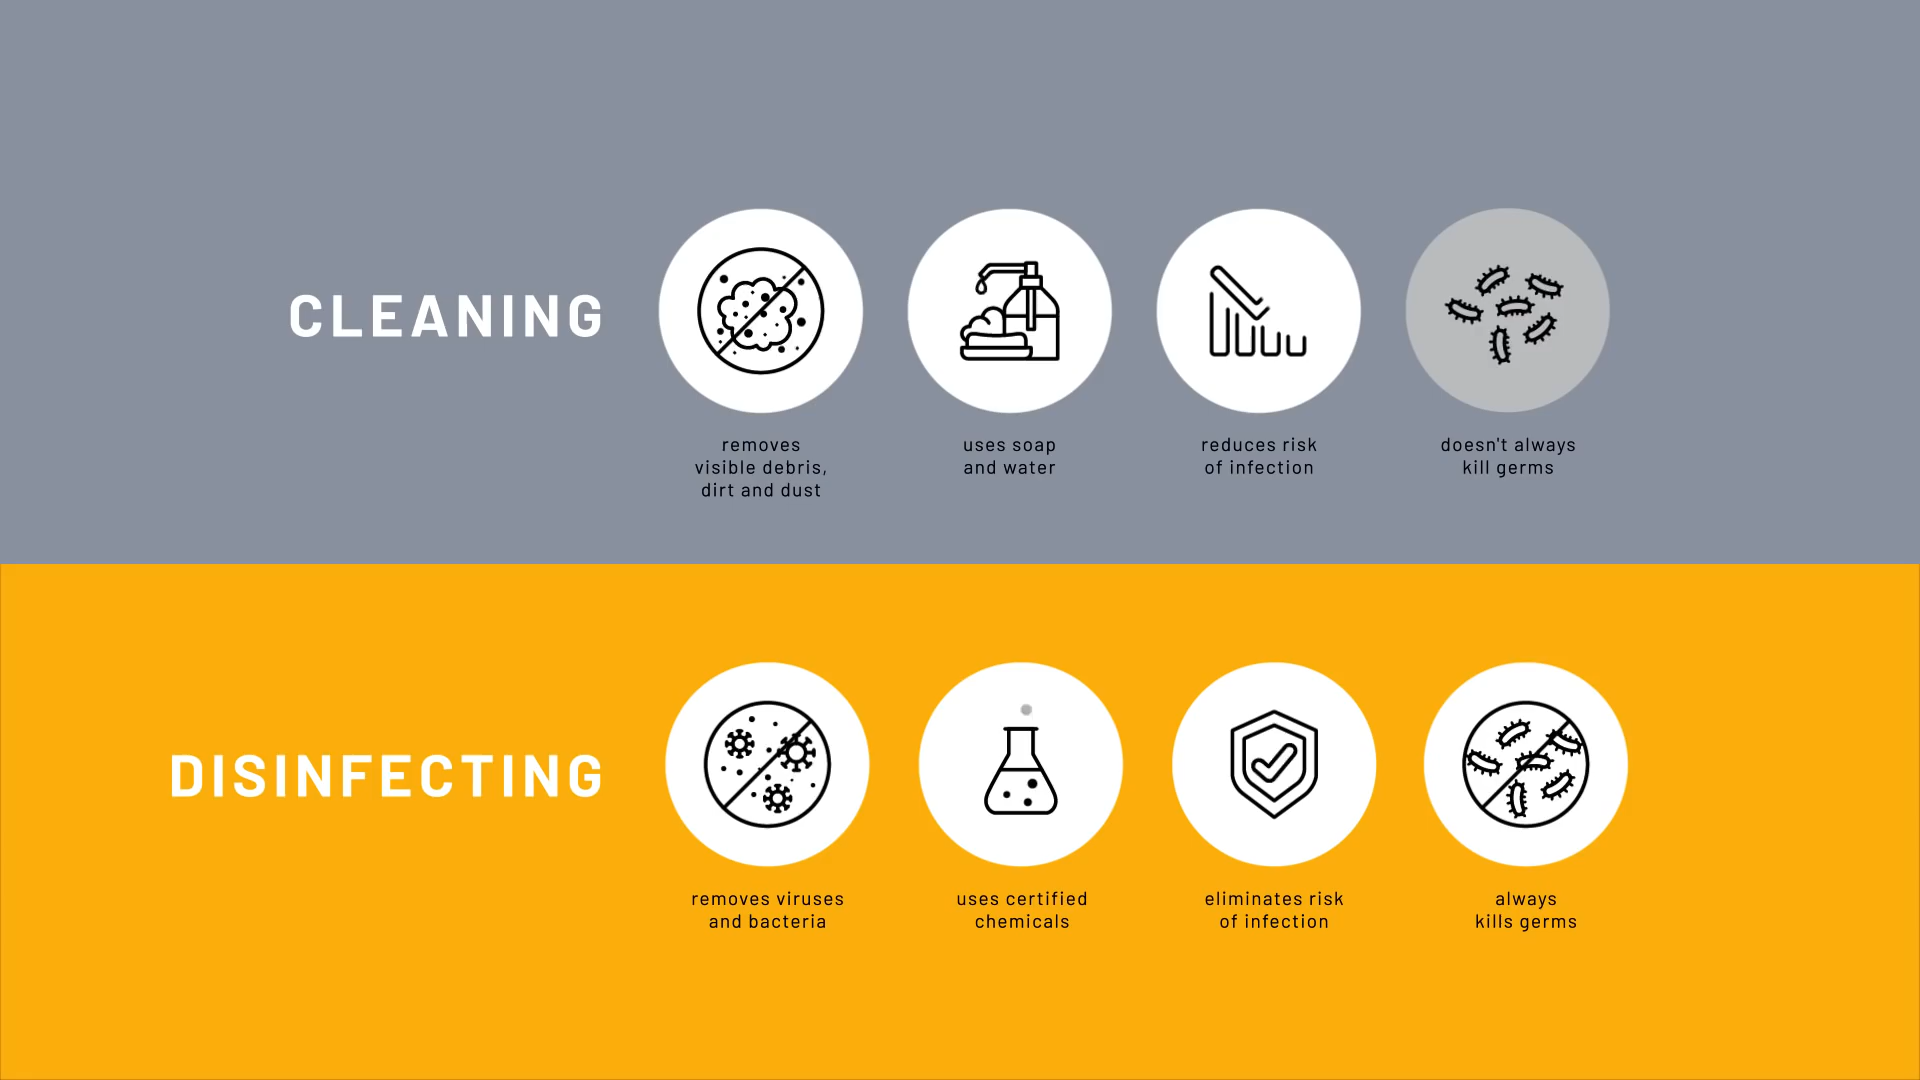 CLEANING
removes
visible debris,
dirt and dust
uses soap
and water
reduces risk
of infection
doesn't always
kill germs
DISINFECTING
removes viruses
and bacteria
uses certified
chemicals
eliminates risk
of infection
always
kills germs